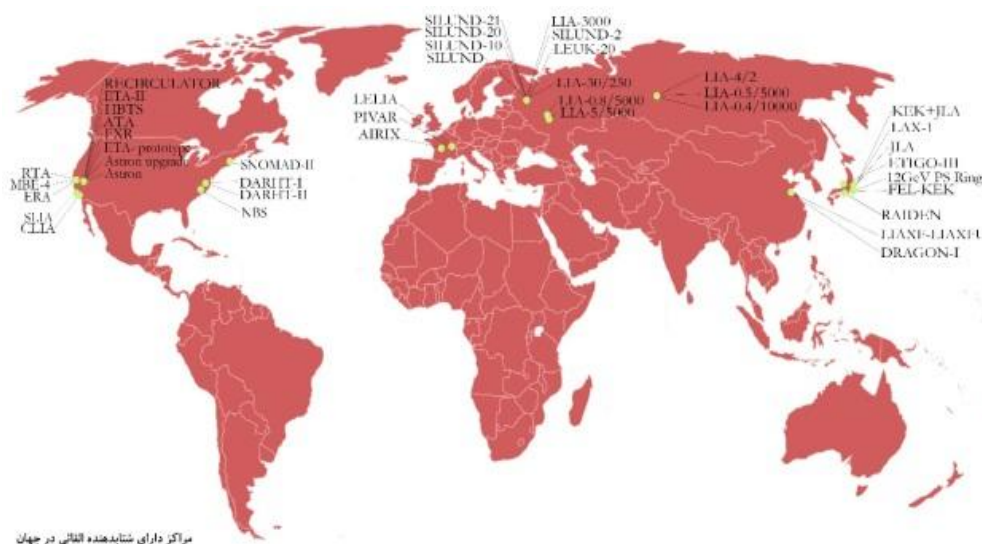 RECIRCULATOR
ETA-II
HBTS
ATA
FXR
ETA- prototype
Astron upgrade
Astron
RTA
MBE-4
ERA
SLIA
CLIA
SNOMAD-II
DARHT-I
DARHT-II
NBS
LELIA
PIVAR
AIRIX
SILUND-21
SILUND-20
SILUND-10
SILUND
LIA-3000
SILUND-2
LEUK-20
LIA-30/250
LIA-0.8/5000
LIA-5/5000
LIA-4/2
LIA-0.5/5000
LIA-0.4/10000
KEK+JLA
LAX-1
JLA
ETIGO-III
12GeV PS Ring
FEL-KEK
RAIDEN
LIAXF-LIAXFU
DRAGON-I
مراکز دارای شتابدهنده القائی در جهان